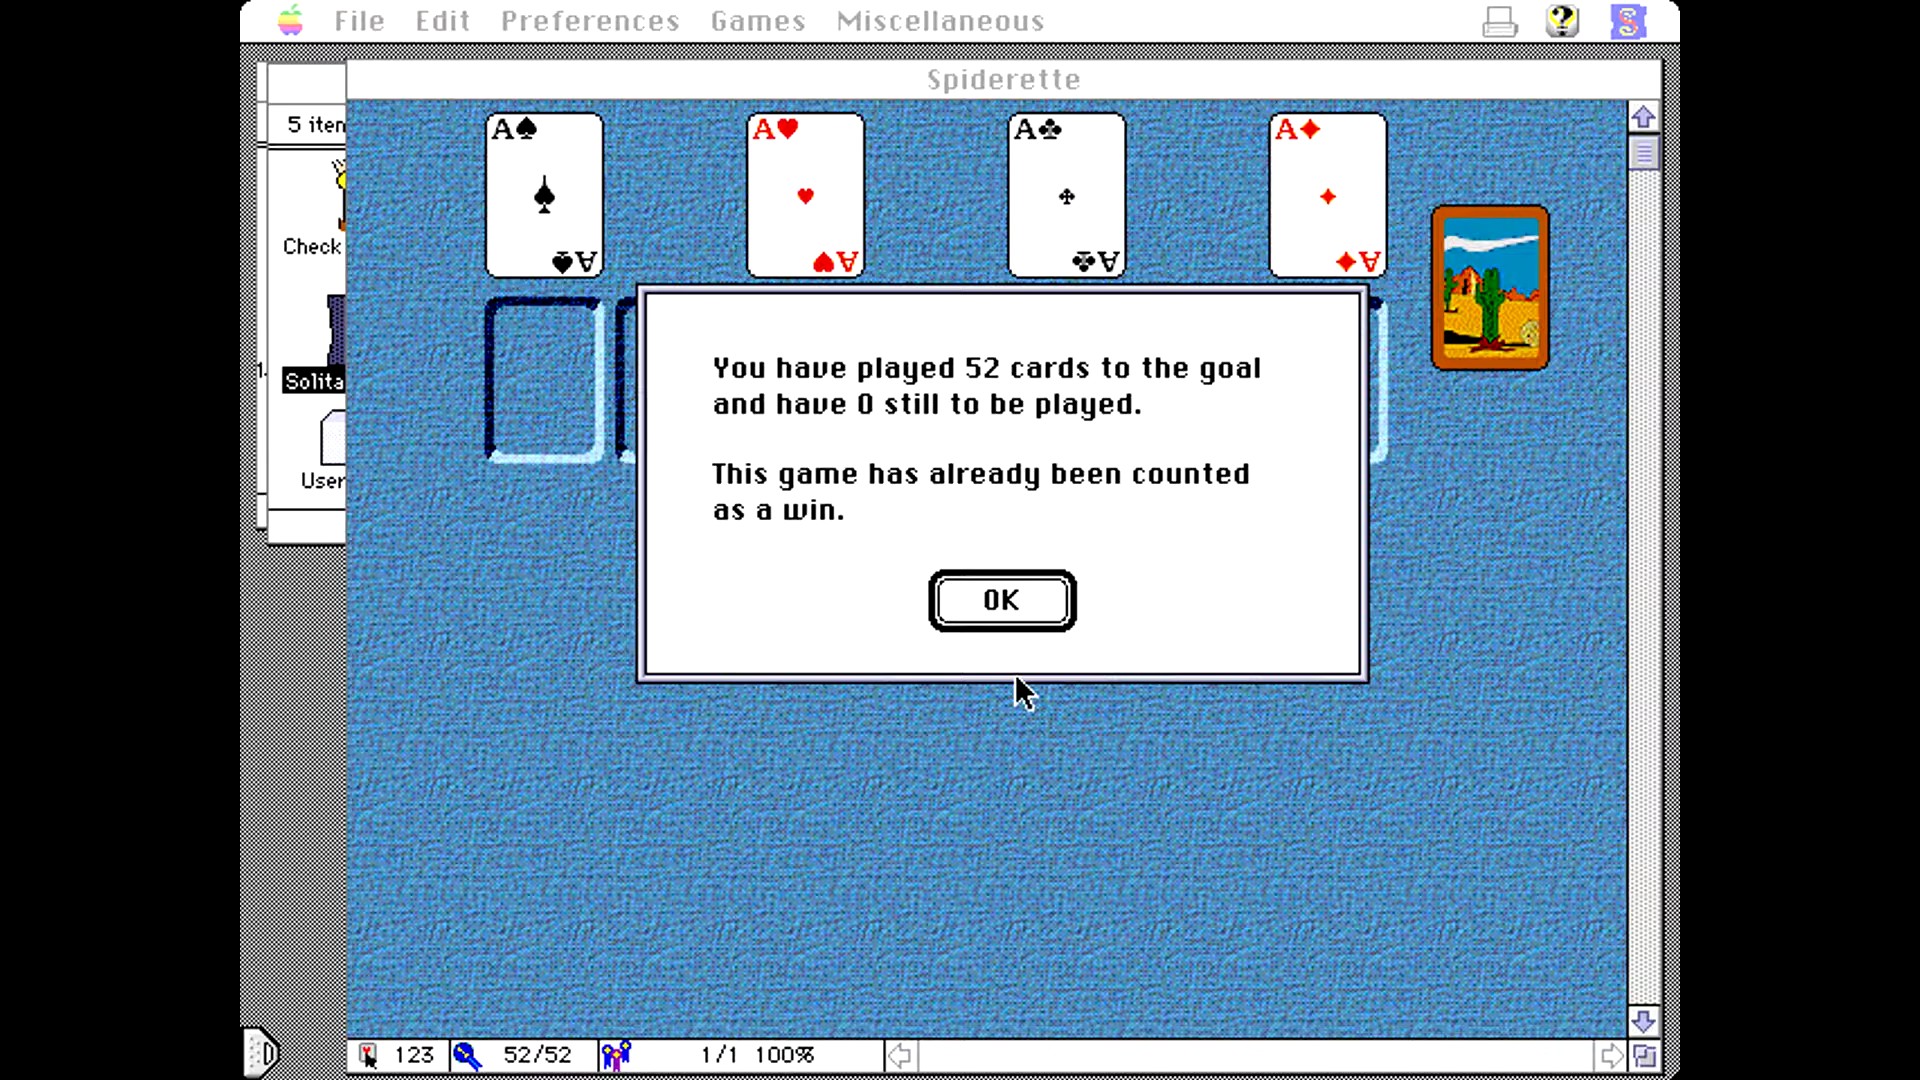 File Edit Preferences Games Miscellaneous
Spiderette
5 iten
Check
Solita
User
A A A A
A A A A
You have played 52 cards to the goal
and have 0 still to be played.
This game has already been counted
as a win.
OK
123 52/52 1/1 100%